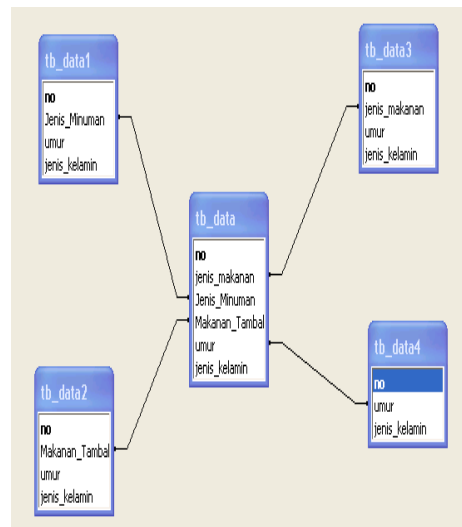 tb_data1
no
Jenis_Minuman
umur
jenis_kelamin
tb_data3
no
jenis_makanan
umur
jenis_kelamin
tb_data
no
jenis_makanan
Jenis_Minuman
Makanan_Tambal
umur
jenis_kelamin
tb_data2
no
Makanan_Tambal
umur
jenis_kelamin
tb_data4
no
umur
jenis_kelamin